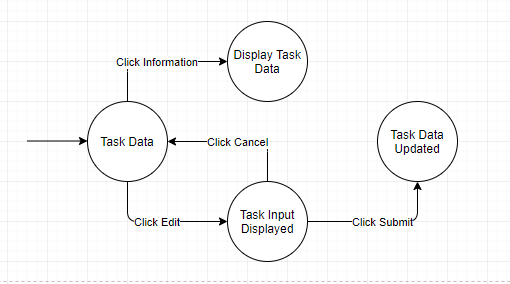 Click Information
Display Task
Data
Task Data
Click Cancel
Task Data
Updated
Click Edit
Task Input
Displayed
Click Submit